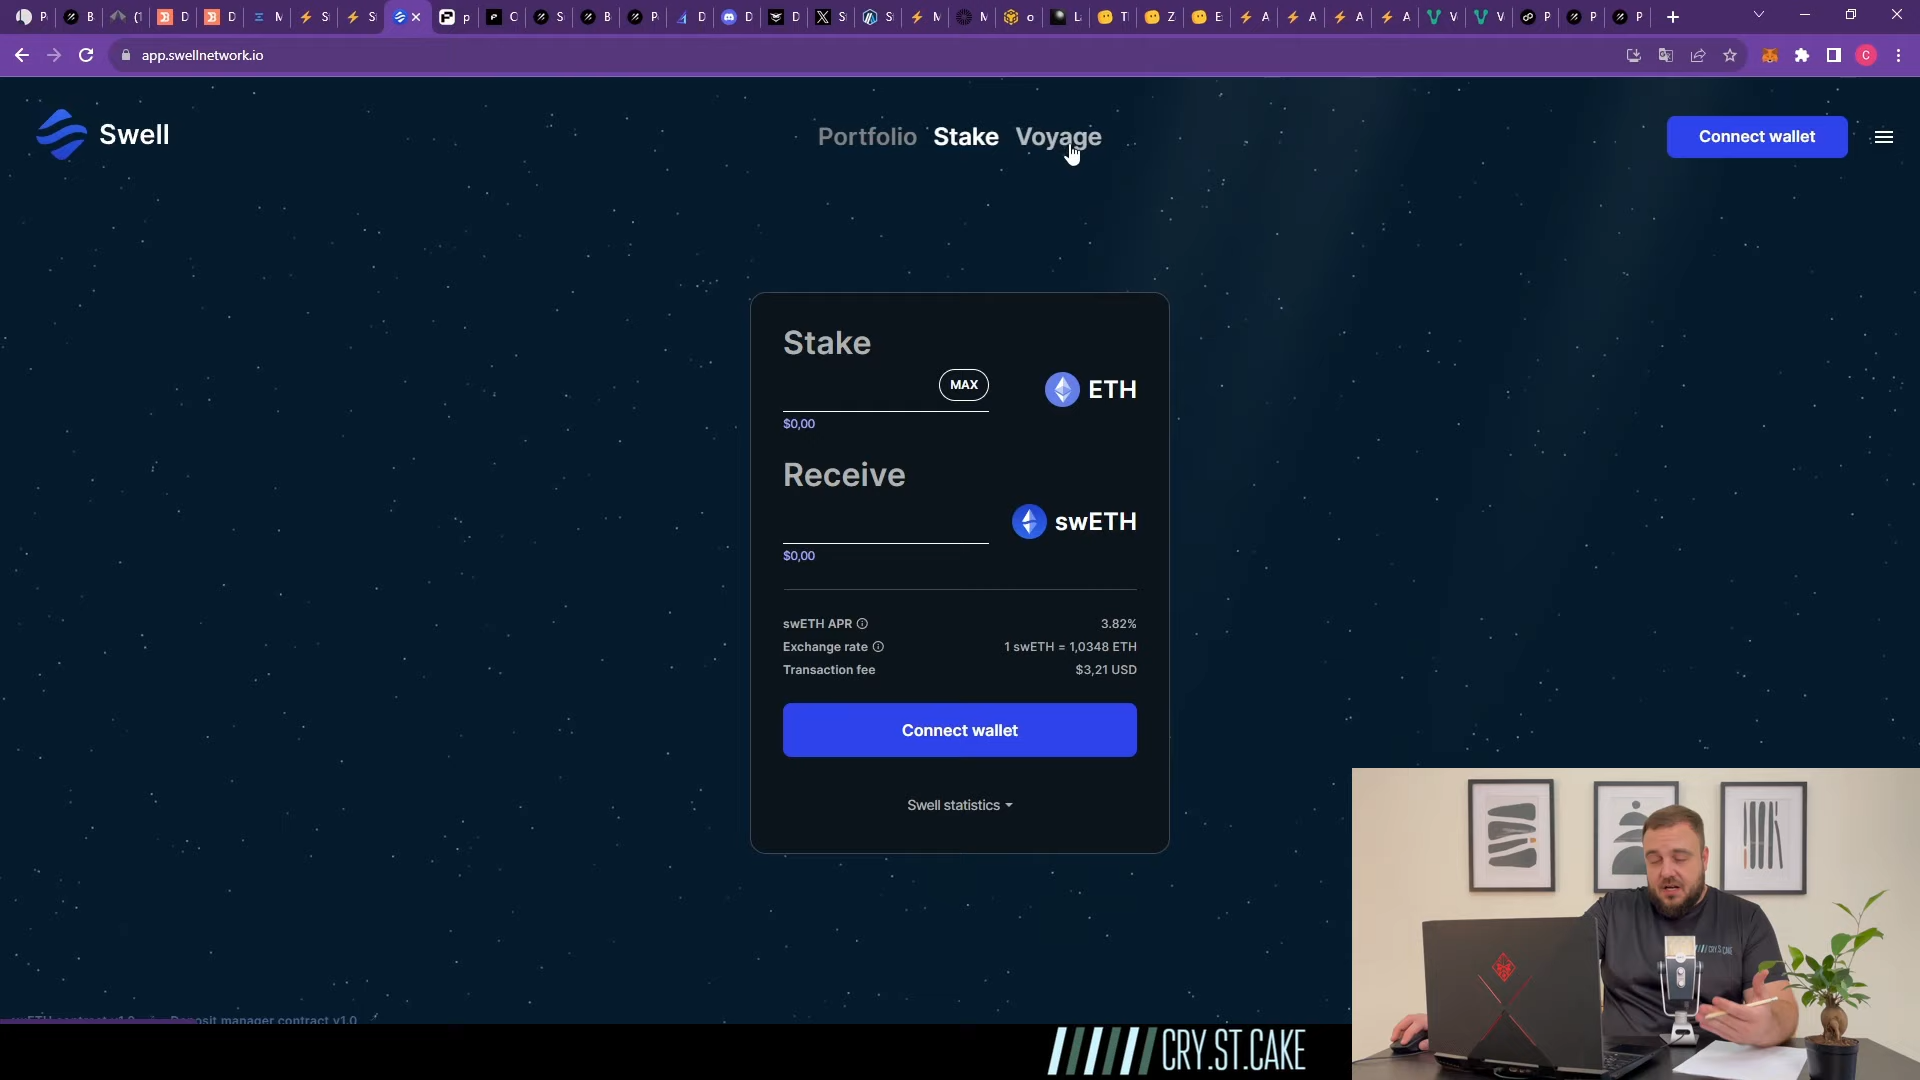 app.swellnetwork.io
Swell
Portfolio Stake Voyage
Connect wallet
Stake
MAX
ETH
$0,00
Receive
swETH
$0,00
swETH APR 3.82%
Exchange rate 1 swETH = 1,0348 ETH
Transaction fee $3,21 USD
Connect wallet
Swell statistics
Deposit manager contract v1.0
CRY.ST.CAKE